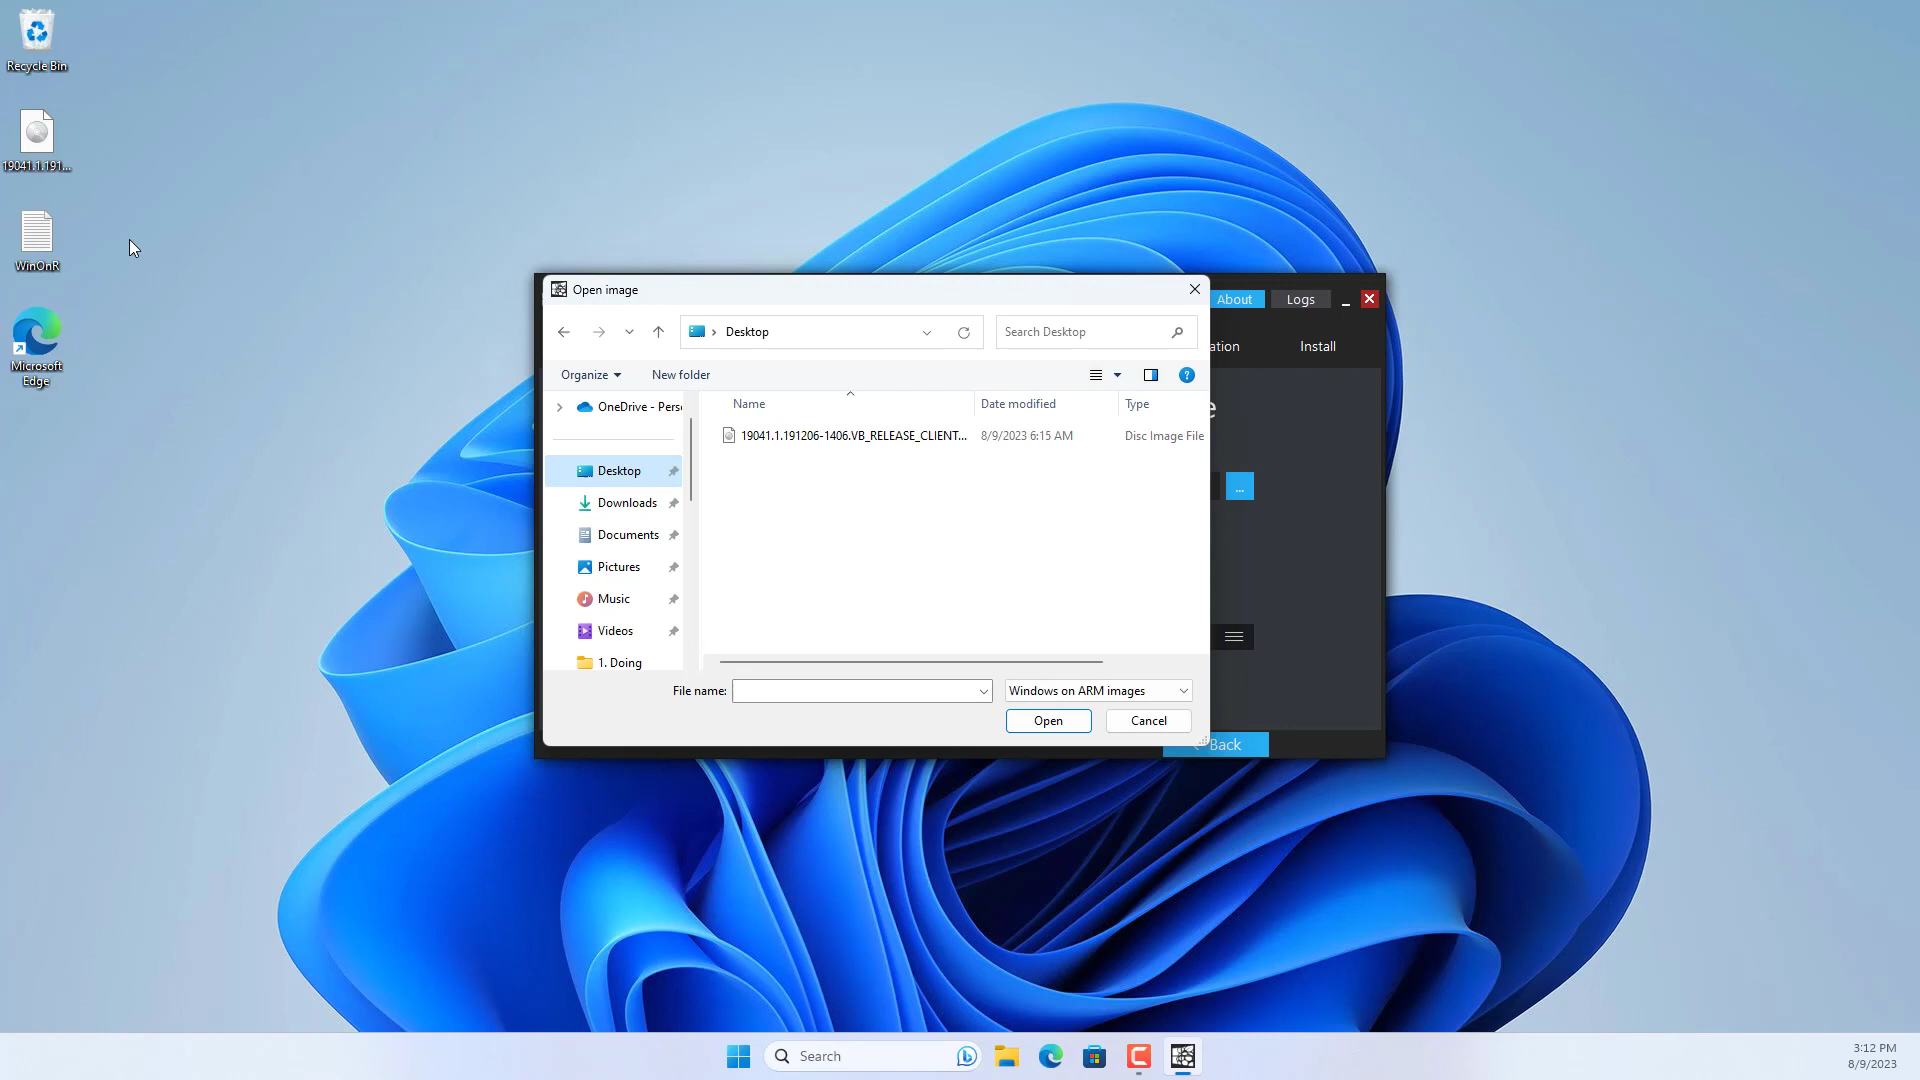 Recycle Bin
19041.1.191...
WinOnR
Microsoft
Edge
Open image
About
Logs
Desktop
Search Desktop
ation
Install
Organize
New folder
Name
Date modified
Type
OneDrive - Pers
19041.1.191206-1406.VB_RELEASE_CLIENT...
8/9/2023 6:15 AM
Disc Image File
e
Desktop
Downloads
Documents
Pictures
Music
Videos
1. Doing
...
File name:
Windows on ARM images
Open
Cancel
Back
Search
3:12 PM
8/9/2023